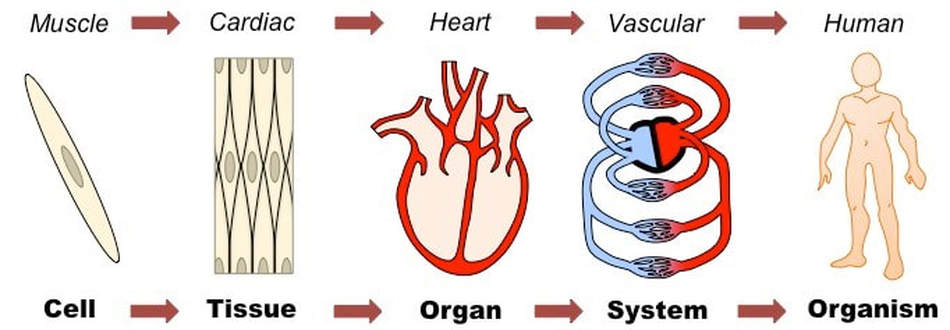 Muscle Cardiac Heart Vascular Human
Cell Tissue Organ System Organism